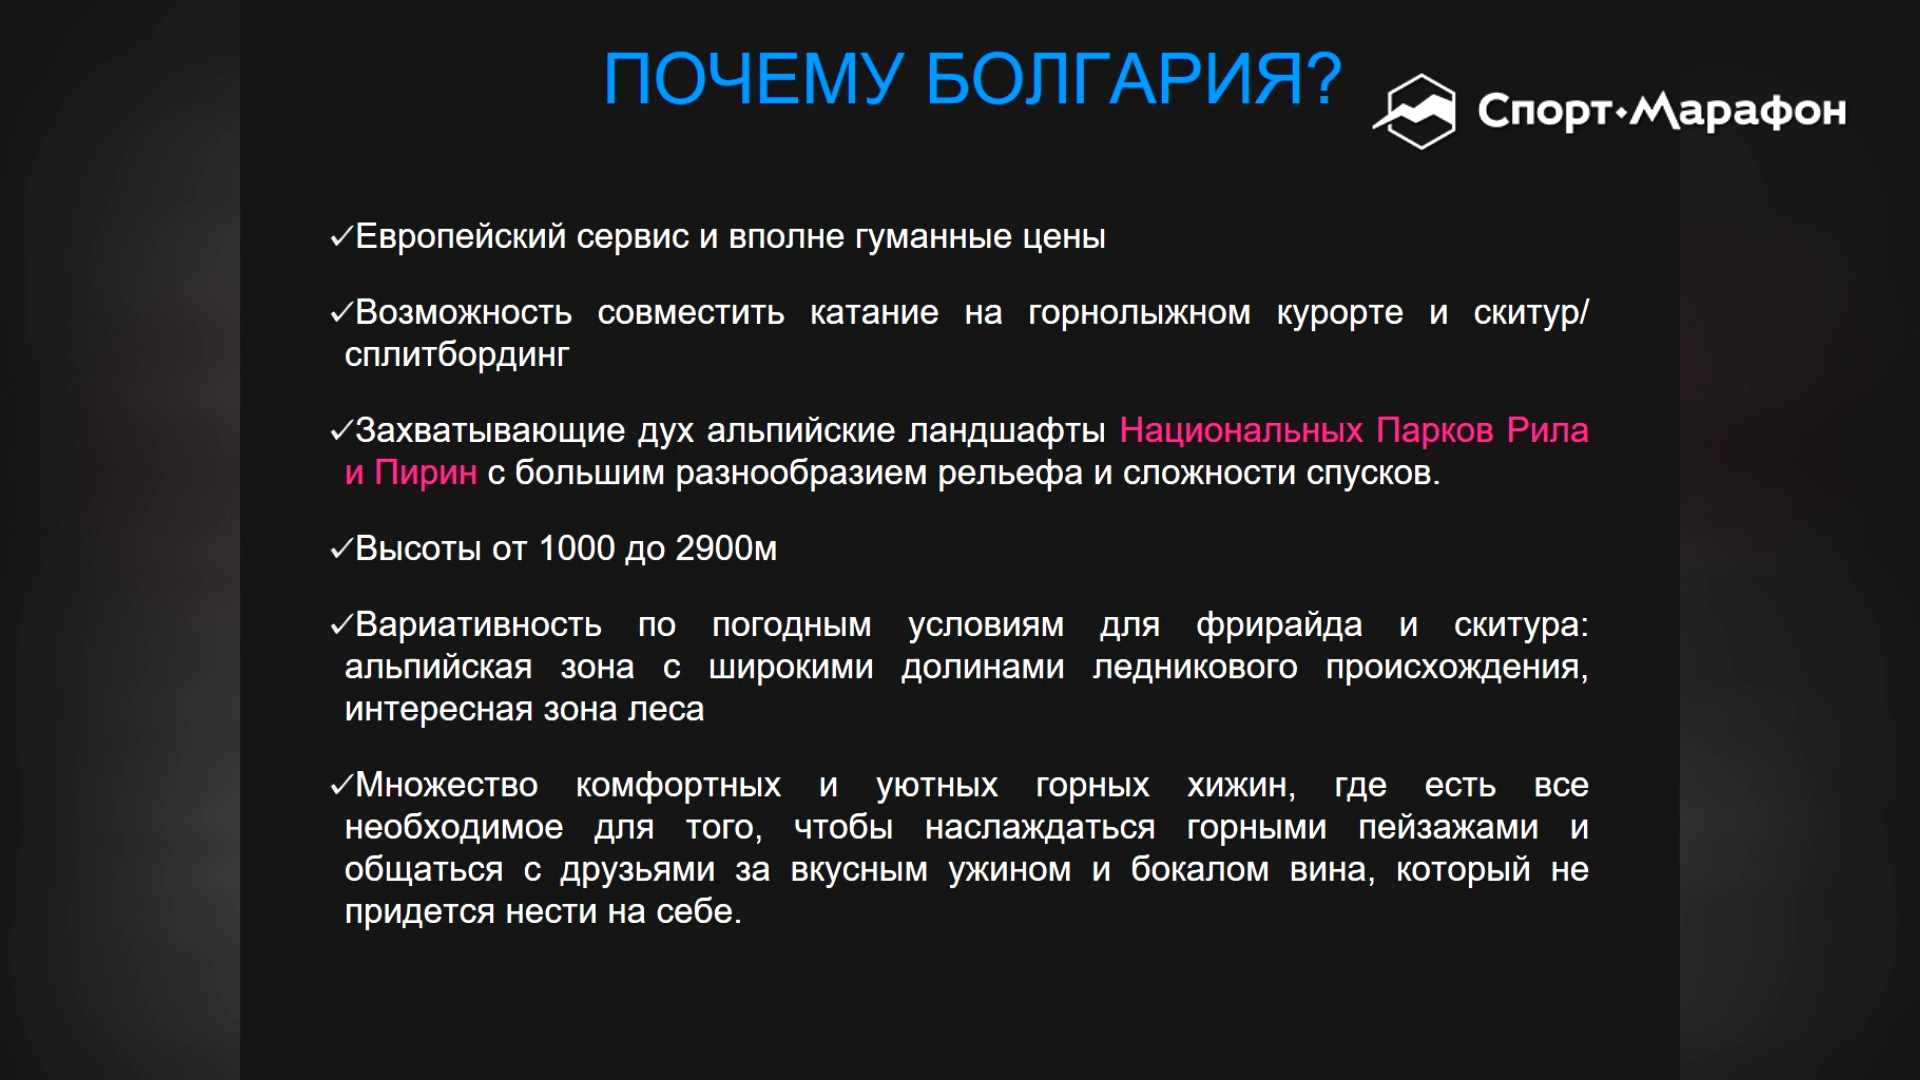 ПОЧЕМУ БОЛГАРИЯ?
Спорт-Марафон
✓Европейский сервис и вполне гуманные цены
✓Возможность совместить катание на горнолыжном курорте и скитур/
сплитбординг
✓Захватывающие дух альпийские ландшафты Национальных Парков Рила
и Пирин с большим разнообразием рельефа и сложности спусков.
✓Высоты от 1000 до 2900м
✓Вариативность по погодным условиям для фрирайда и скитура:
альпийская зона с широкими долинами ледникового происхождения,
интересная зона леса
✓Множество комфортных и уютных горных хижин, где есть все
необходимое для того, чтобы наслаждаться горными пейзажами и
общаться с друзьями за вкусным ужином и бокалом вина, который не
придется нести на себе.